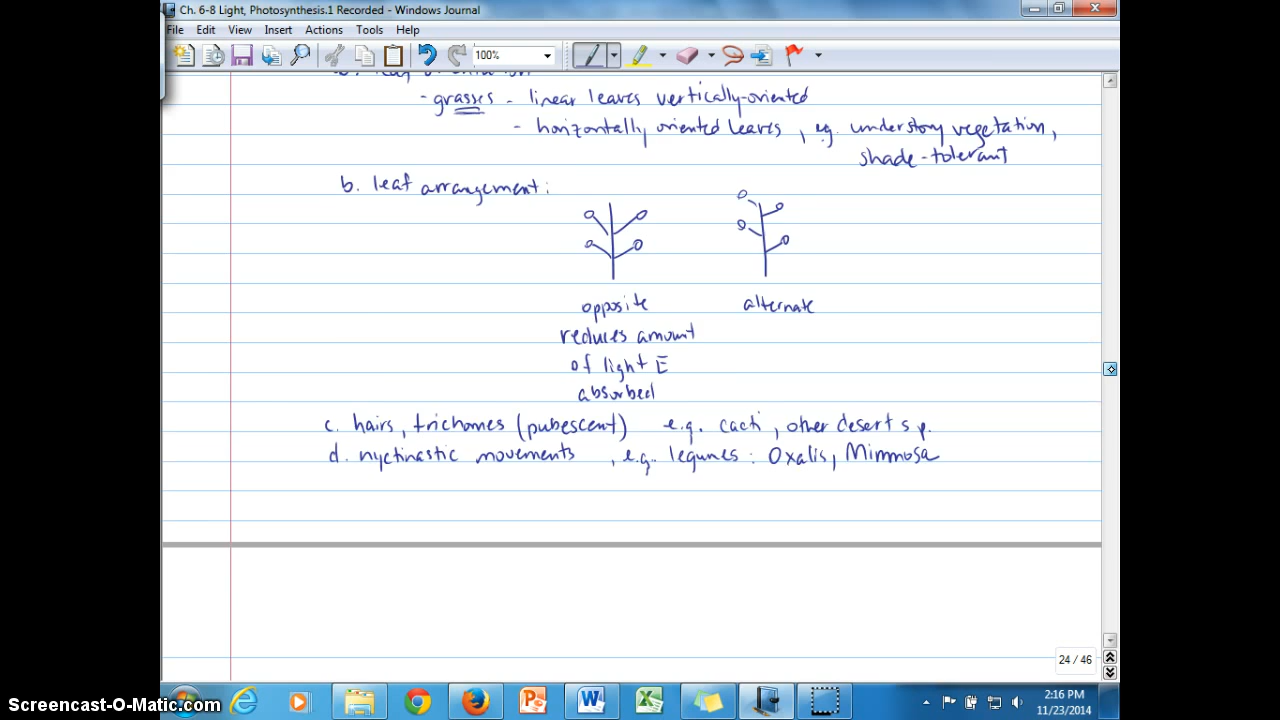 Ch. 6-8 Light, Photosynthesis.1 Recorded - Windows Journal
File Edit View Insert Actions Tools Help
100%
- grasses - linear leaves vertically-oriented
- horizontally oriented leaves, e.g. understory vegetation,
shade-tolerant
b. leaf arrangement:
opposite alternate
reduces amount
of light E
absorbed
c. hairs, trichomes (pubescent) e.g. cacti, other desert sp.
d. nyctinastic movements, e.g. legumes: Oxalis, Mimmosa
24 / 46
Screencast-O-Matic.com
2:16 PM
11/23/2014